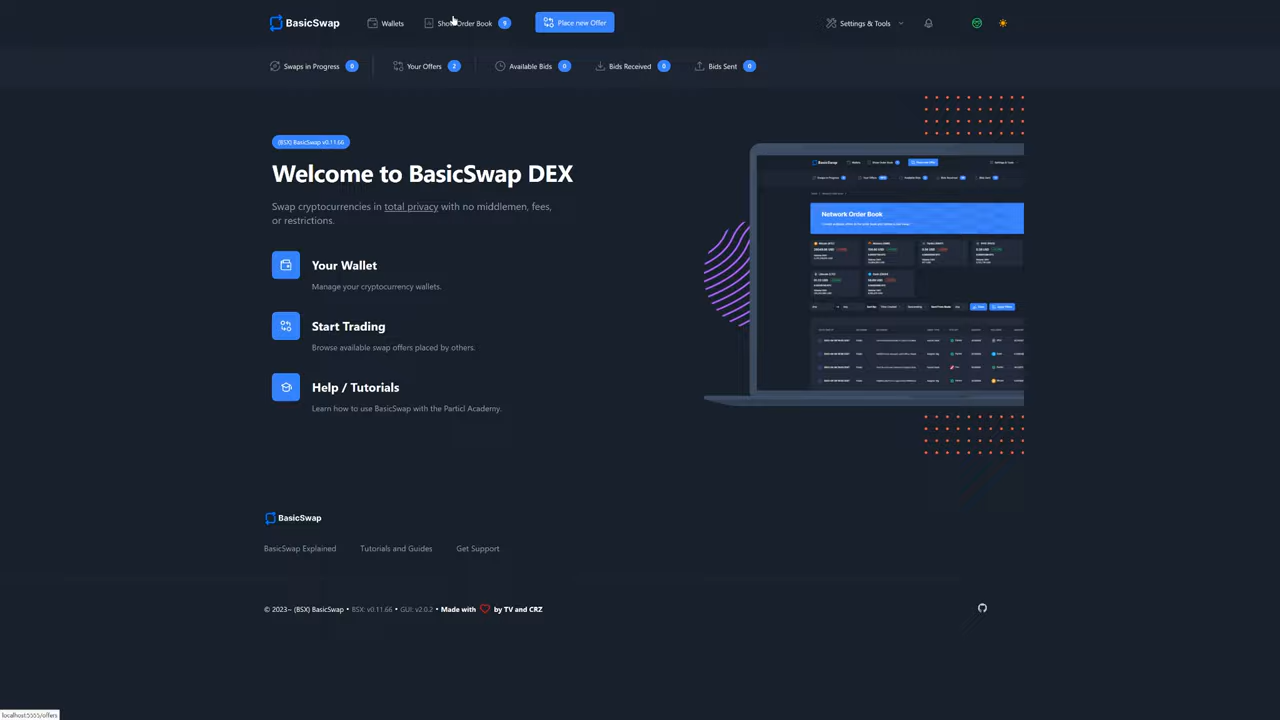 BasicSwap
Wallets
Show Order Book 9
Place new Offer
Settings & Tools
Swaps in Progress 0
Your Offers 2
Available Bids 0
Bids Received 0
Bids Sent 0
(BSX) BasicSwap v0.11.66
Welcome to BasicSwap DEX
Swap cryptocurrencies in total privacy with no middlemen, fees,
or restrictions.
Your Wallet
Manage your cryptocurrency wallets.
Start Trading
Browse available swap offers placed by others.
Help / Tutorials
Learn how to use BasicSwap with the Particl Academy.
BasicSwap
Network Order Book
BasicSwap
BasicSwap Explained
Tutorials and Guides
Get Support
© 2023~ (BSX) BasicSwap • BSX: v0.11.66 • GUI: v2.0.2 • Made with by TV and CRZ
localhost:5555/offers